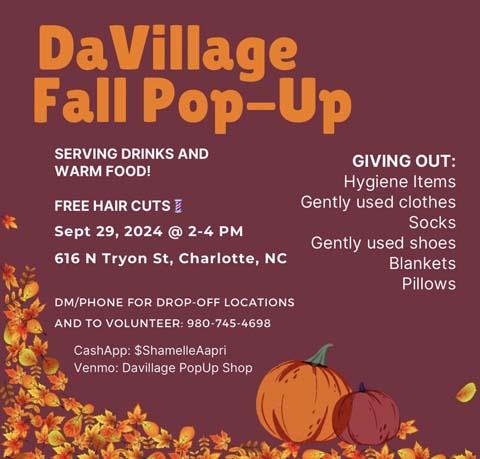 DaVillage
Fall Pop-Up
SERVING DRINKS AND
WARM FOOD!
FREE HAIR CUTS💈
Sept 29, 2024 @ 2-4 PM
616 N Tryon St, Charlotte, NC
DM/PHONE FOR DROP-OFF LOCATIONS
AND TO VOLUNTEER: 980-745-4698
CashApp: $ShamelleAapri
Venmo: Davillage PopUp Shop
GIVING OUT:
Hygiene Items
Gently used clothes
Socks
Gently used shoes
Blankets
Pillows